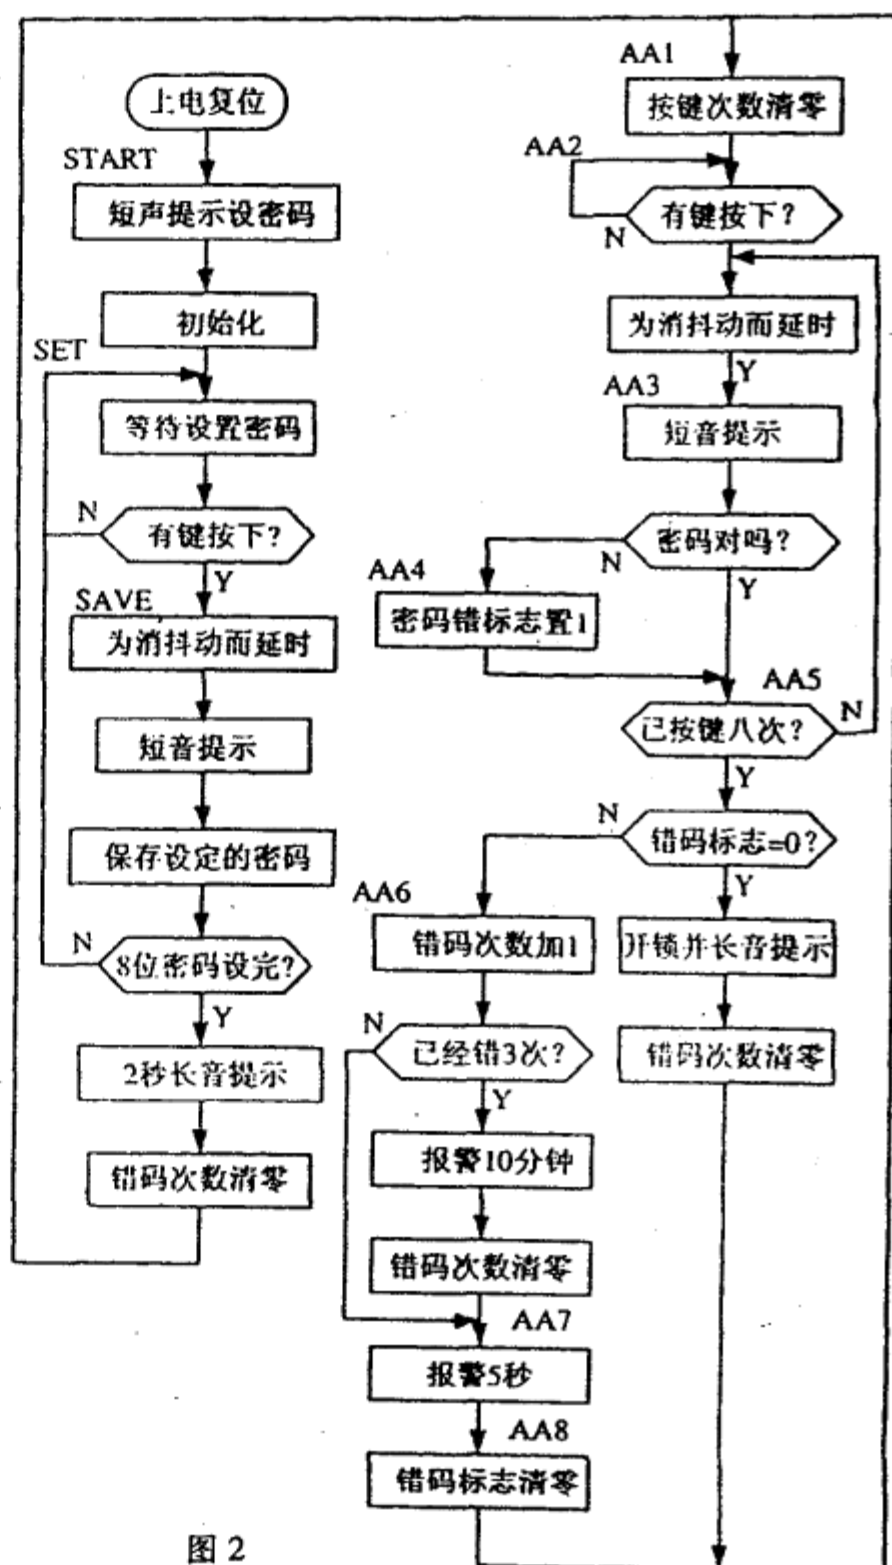 上电复位
START
短声提示设密码
初始化
SET
等待设置密码
N
有键按下?
Y
SAVE
为消抖动而延时
短音提示
保存设定的密码
N
8位密码设完?
Y
2秒长音提示
错码次数清零
AA1
按键次数清零
AA2
有键按下?
N
为消抖动而延时
Y
AA3
短音提示
密码对吗?
N
Y
AA4
密码错标志置1
AA5
已按键八次?
N
Y
N
错码标志=0?
Y
AA6
错码次数加1
开锁并长音提示
N
已经错3次?
Y
错码次数清零
报警10分钟
错码次数清零
AA7
报警5秒
AA8
错码标志清零
图 2